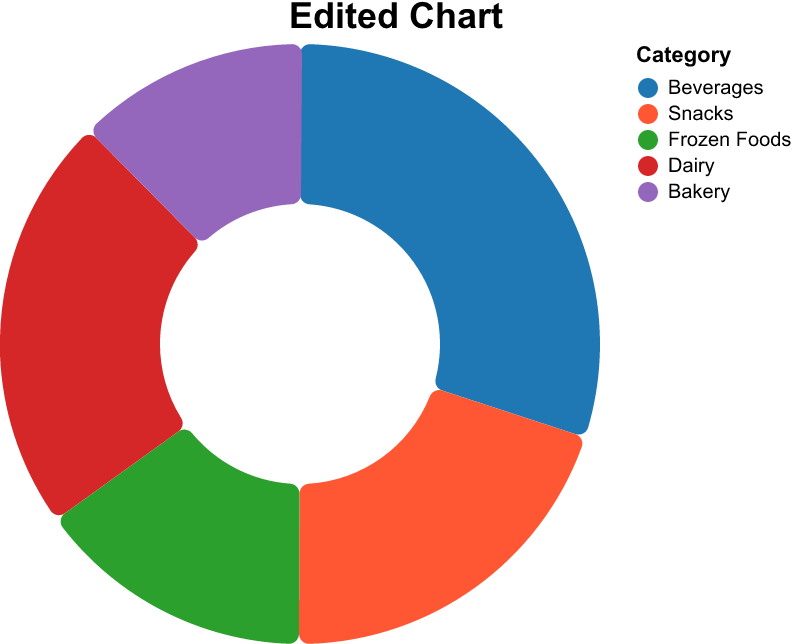 Edited Chart
Category
Beverages
Snacks
Frozen Foods
Dairy
Bakery